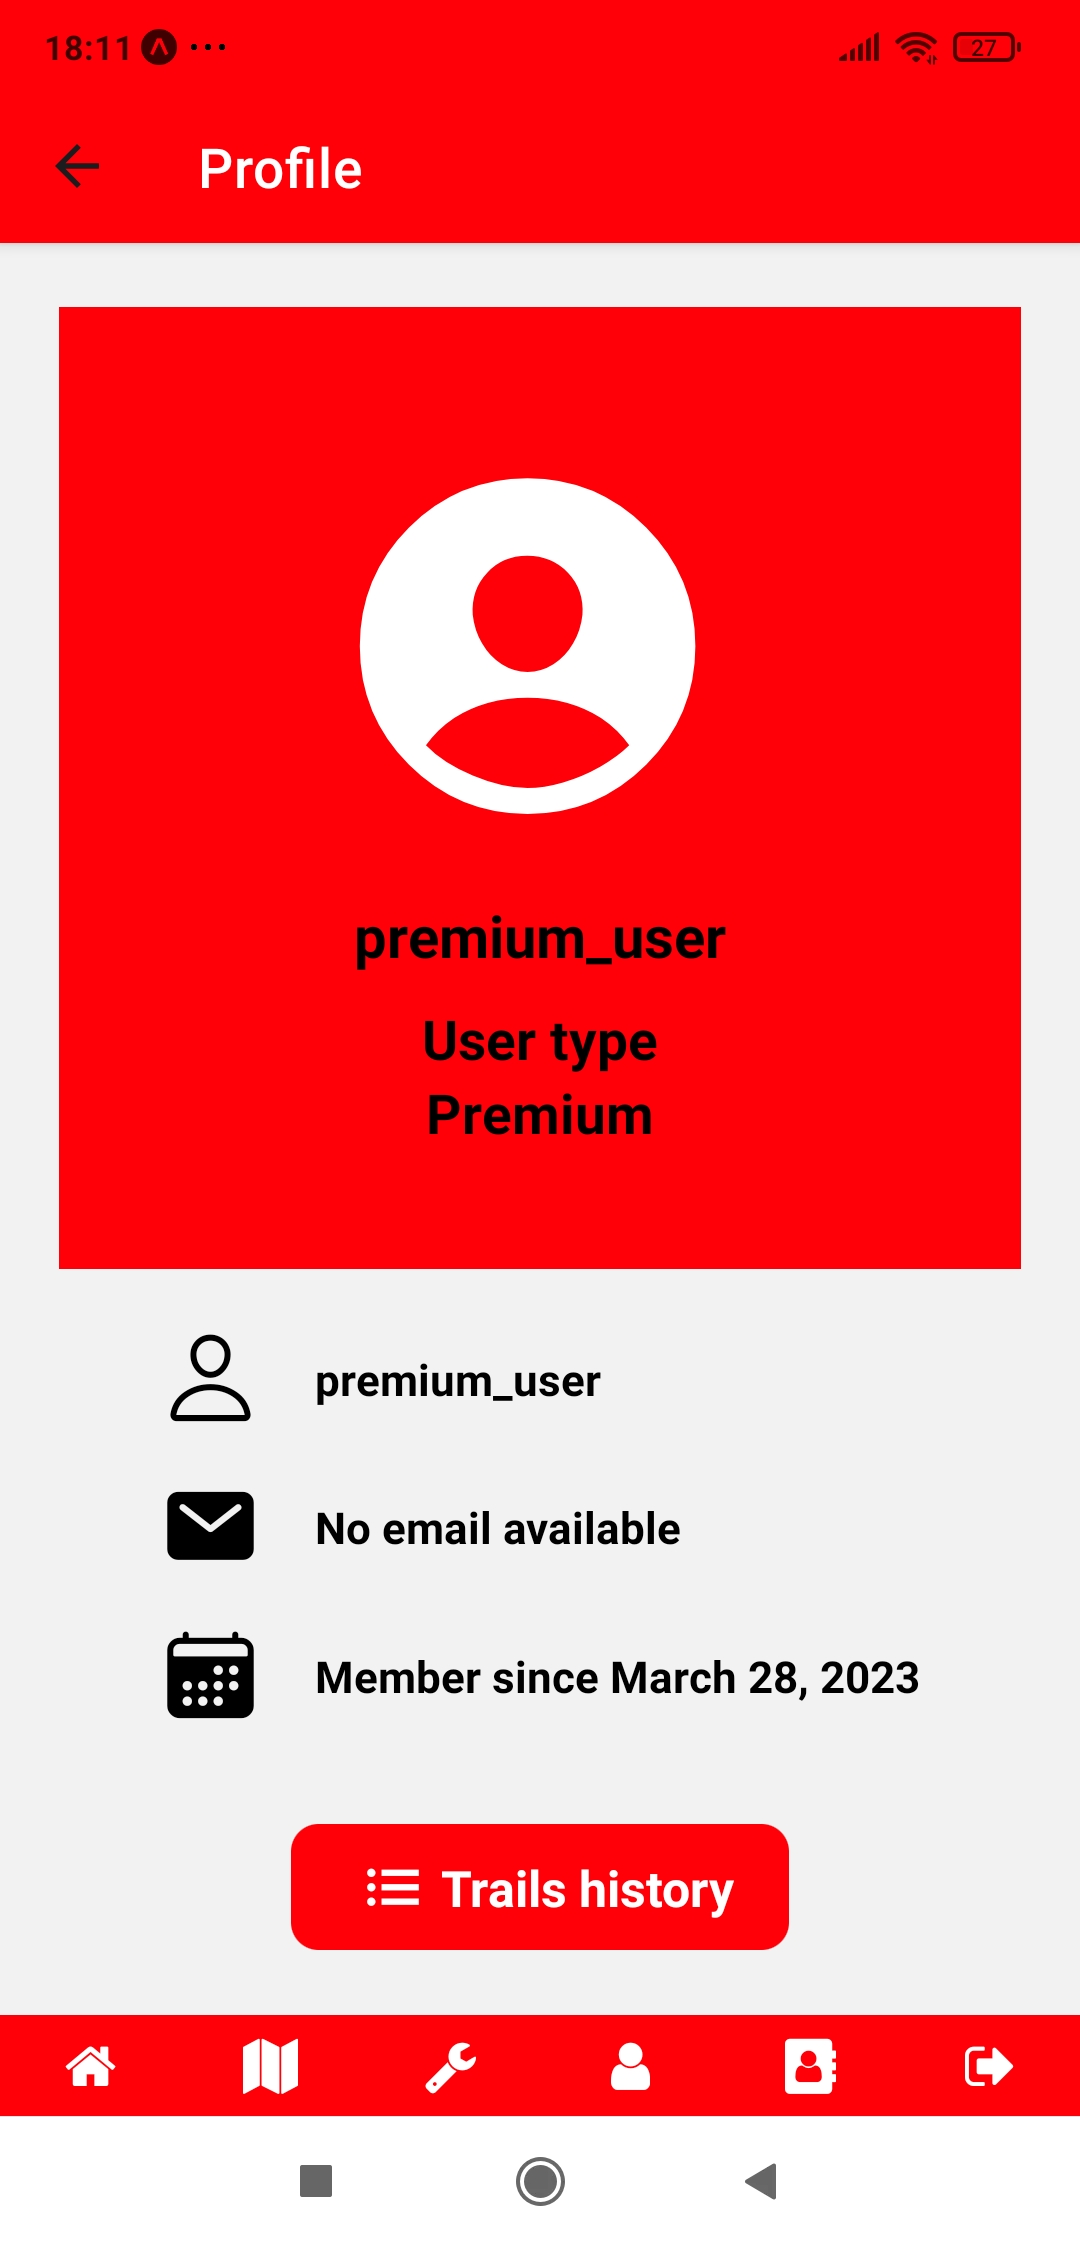 18:11
27
Profile
premium_user
User type
Premium
premium_user
No email available
Member since March 28, 2023
Trails history